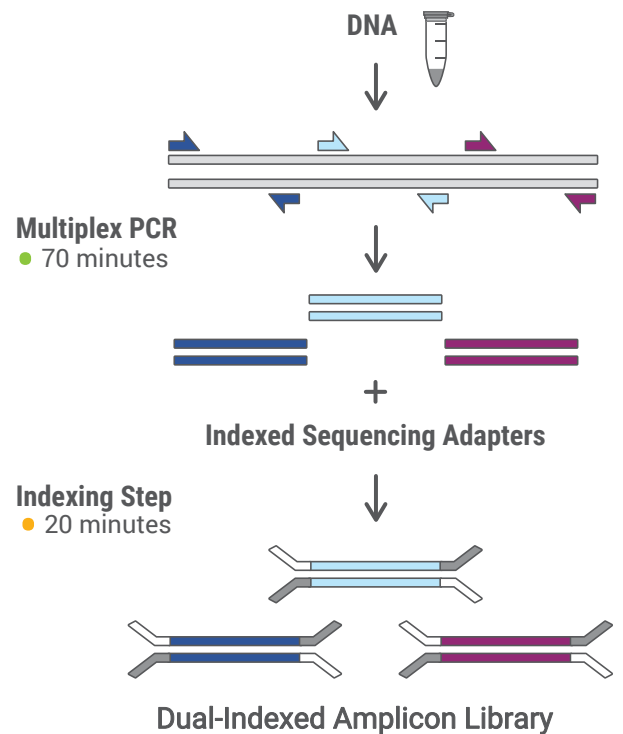 DNA
Multiplex PCR
70 minutes
+
Indexed Sequencing Adapters
Indexing Step
20 minutes
Dual-Indexed Amplicon Library